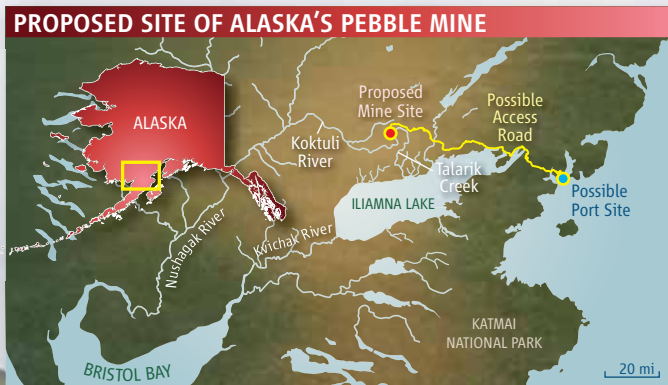 PROPOSED SITE OF ALASKA'S PEBBLE MINE
ALASKA
Proposed
Mine Site
Possible
Access
Road
Koktuli
River
Talarik
Creek
ILIAMNA LAKE
Possible
Port Site
Nushagak River
Kvichak River
KATMAI
NATIONAL PARK
BRISTOL BAY
20 mi